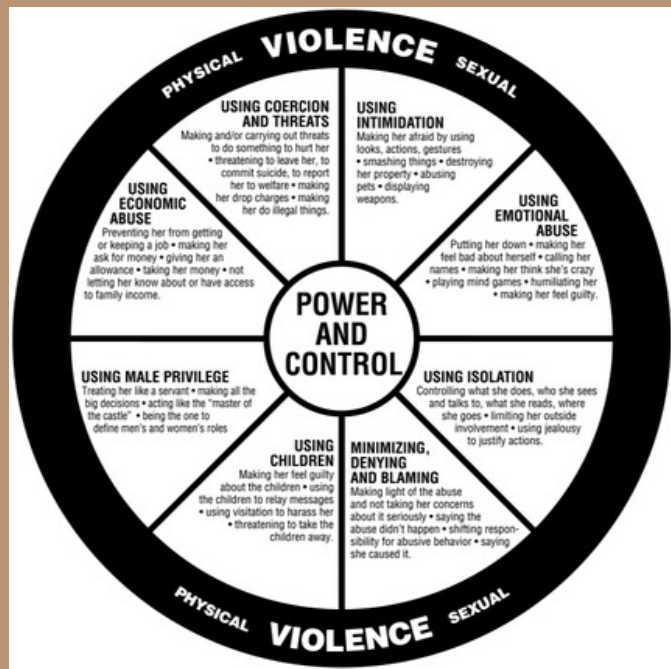 PHYSICAL VIOLENCE SEXUAL
USING COERCION
AND THREATS
Making and/or carrying out threats
to do something to hurt her
• threatening to leave her, to
commit suicide, to report
her to welfare • making
her drop charges • making
her do illegal things.
USING
INTIMIDATION
Making her afraid by using
looks, actions, gestures
• smashing things • destroying
her property • abusing
pets • displaying
weapons.
USING
EMOTIONAL
ABUSE
Putting her down • making her
feel bad about herself • calling her
names • making her think she's crazy
• playing mind games • humiliating her
• making her feel guilty.
USING ISOLATION
Controlling what she does, who she sees
and talks to, what she reads, where
she goes • limiting her outside
involvement • using jealousy
to justify actions.
MINIMIZING,
DENYING
AND BLAMING
Making light of the abuse
and not taking her concerns
about it seriously • saying the
abuse didn't happen • shifting respon-
sibility for abusive behavior • saying
she caused it.
USING
CHILDREN
Making her feel guilty
about the children • using
the children to relay messages
• using visitation to harass her
• threatening to take the
children away.
USING MALE PRIVILEGE
Treating her like a servant • making all the
big decisions • acting like the "master
of the castle" • being the one to
define men's and women's roles
USING
ECONOMIC
ABUSE
Preventing her from getting
or keeping a job • making her
ask for money • giving her an
allowance • taking her money • not
letting her know about or have access
to family income.
POWER
AND
CONTROL
PHYSICAL VIOLENCE SEXUAL